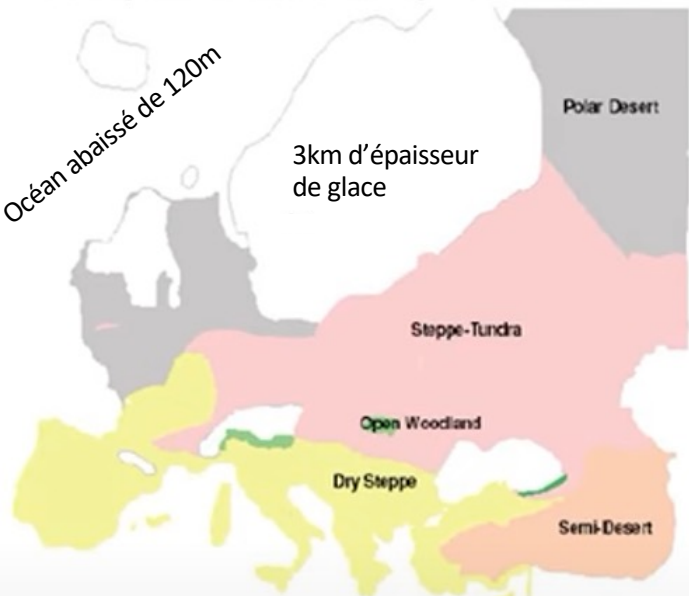 Océan abaissé de 120m
Polar Desert
3km d’épaisseur
de glace
Steppe-Tundra
Open Woodland
Dry Steppe
Semi-Desert